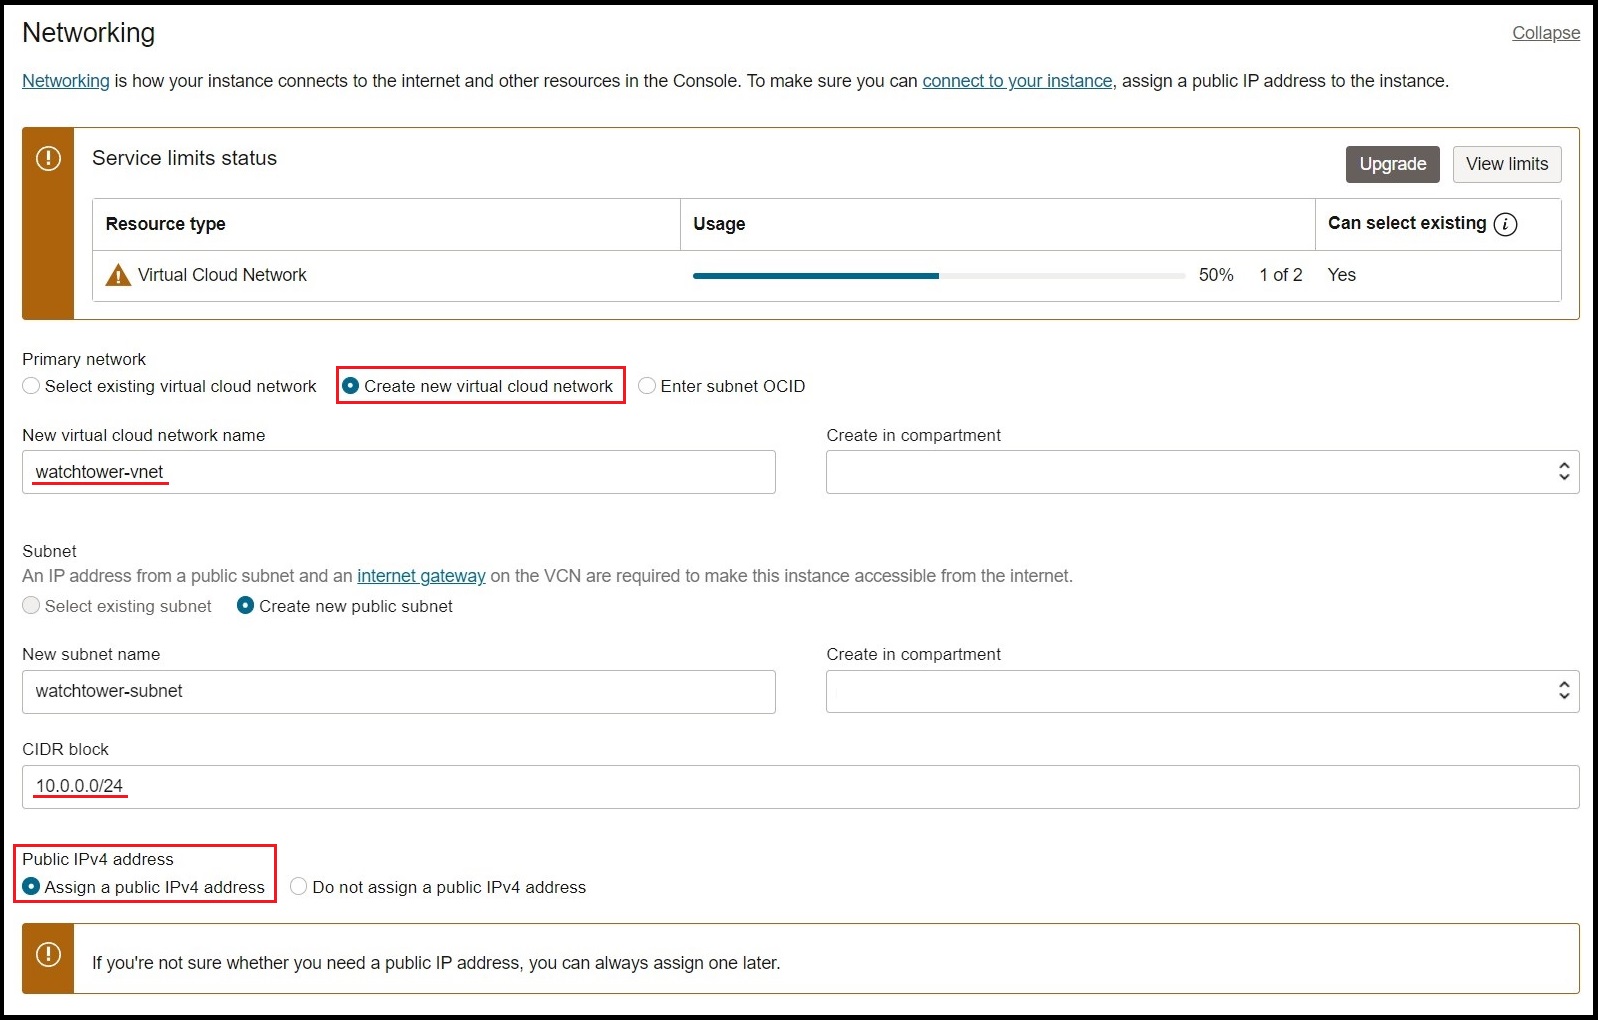 Networking
Collapse
Networking is how your instance connects to the internet and other resources in the Console. To make sure you can connect to your instance, assign a public IP address to the instance.
Service limits status
Upgrade
View limits
Resource type
Usage
Can select existing
Virtual Cloud Network
50%
1 of 2
Yes
Primary network
Select existing virtual cloud network
Create new virtual cloud network
Enter subnet OCID
New virtual cloud network name
Create in compartment
watchtower-vnet
Subnet
An IP address from a public subnet and an internet gateway on the VCN are required to make this instance accessible from the internet.
Select existing subnet
Create new public subnet
New subnet name
Create in compartment
watchtower-subnet
CIDR block
10.0.0.0/24
Public IPv4 address
Assign a public IPv4 address
Do not assign a public IPv4 address
If you're not sure whether you need a public IP address, you can always assign one later.